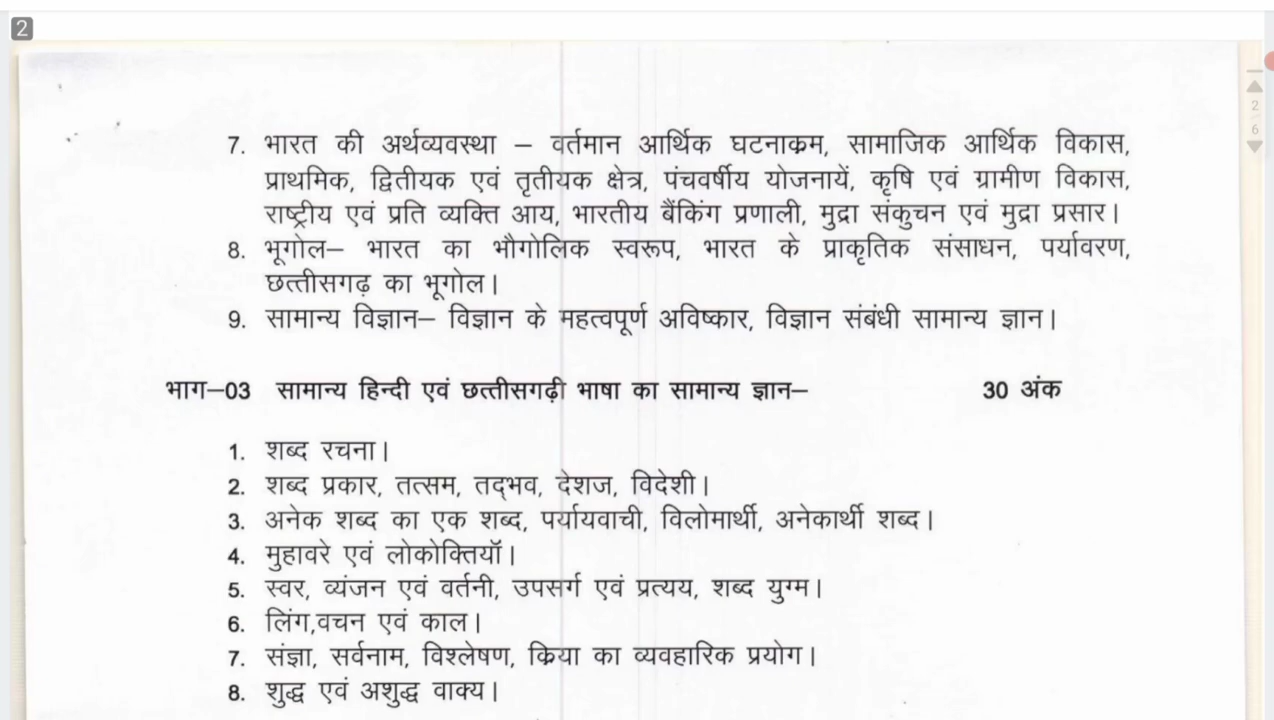 2
7. भारत की अर्थव्यवस्था – वर्तमान आर्थिक घटनाक्रम, सामाजिक आर्थिक विकास,
प्राथमिक, द्वितीयक एवं तृतीयक क्षेत्र, पंचवर्षीय योजनायें, कृषि एवं ग्रामीण विकास,
राष्ट्रीय एवं प्रति व्यक्ति आय, भारतीय बैंकिंग प्रणाली, मुद्रा संकुचन एवं मुद्रा प्रसार।
8. भूगोल– भारत का भौगोलिक स्वरूप, भारत के प्राकृतिक संसाधन, पर्यावरण,
छत्तीसगढ़ का भूगोल।
9. सामान्य विज्ञान– विज्ञान के महत्वपूर्ण अविष्कार, विज्ञान संबंधी सामान्य ज्ञान।
भाग–03 सामान्य हिन्दी एवं छत्तीसगढ़ी भाषा का सामान्य ज्ञान– 30 अंक
1. शब्द रचना।
2. शब्द प्रकार, तत्सम, तद्भव, देशज, विदेशी।
3. अनेक शब्द का एक शब्द, पर्यायवाची, विलोमार्थी, अनेकार्थी शब्द।
4. मुहावरे एवं लोकोक्तियॉ।
5. स्वर, व्यंजन एवं वर्तनी, उपसर्ग एवं प्रत्यय, शब्द युग्म।
6. लिंग,वचन एवं काल।
7. संज्ञा, सर्वनाम, विश्लेषण, क्रिया का व्यवहारिक प्रयोग।
8. शुद्ध एवं अशुद्ध वाक्य।
2
6